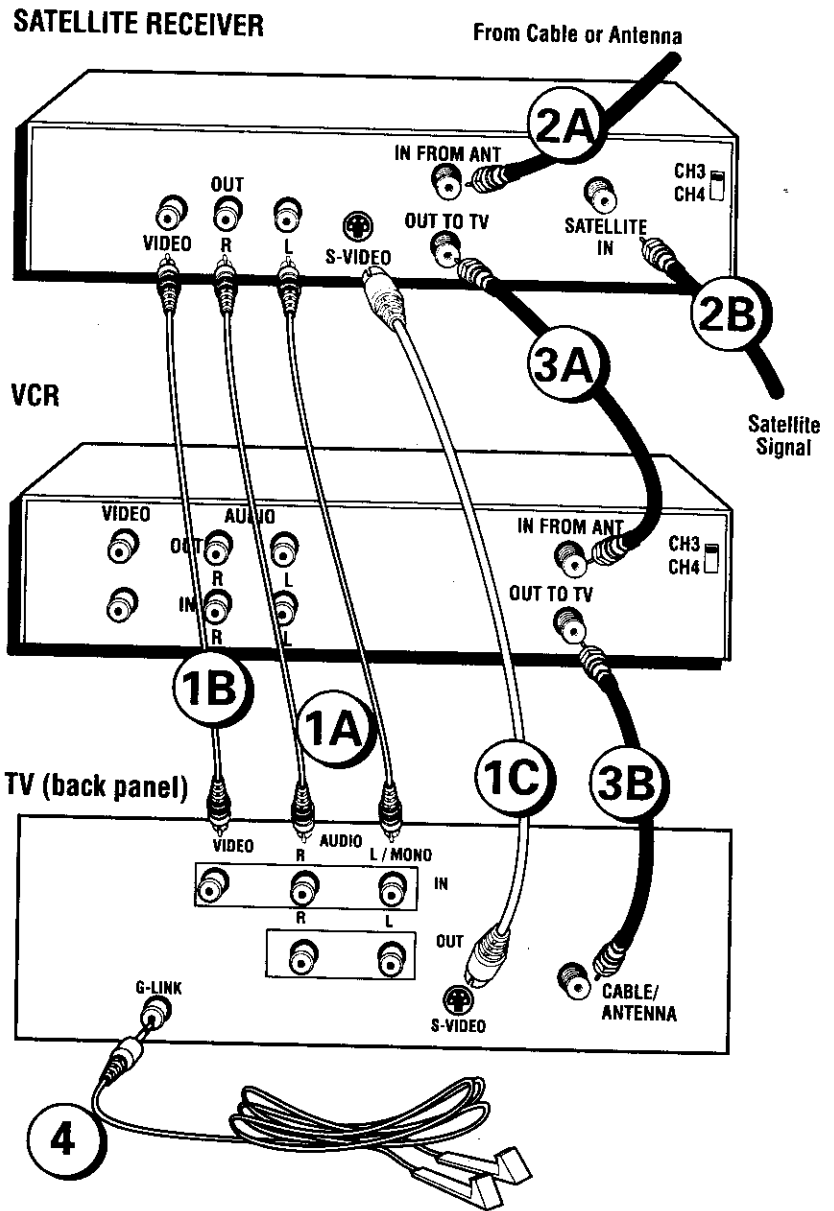 SATELLITE RECEIVER
From Cable or Antenna
2A
IN FROM ANT
CH3
CH4
OUT
OUT TO TV
SATELLITE
IN
VIDEO
R
L
S-VIDEO
2B
3A
VCR
Satellite
Signal
VIDEO
AUDIO
IN FROM ANT
CH3
CH4
OUT
R
L
OUT TO TV
IN
R
L
1B
1A
1C
3B
TV (back panel)
VIDEO
R
AUDIO
L / MONO
IN
R
L
OUT
G-LINK
S-VIDEO
CABLE/
ANTENNA
4